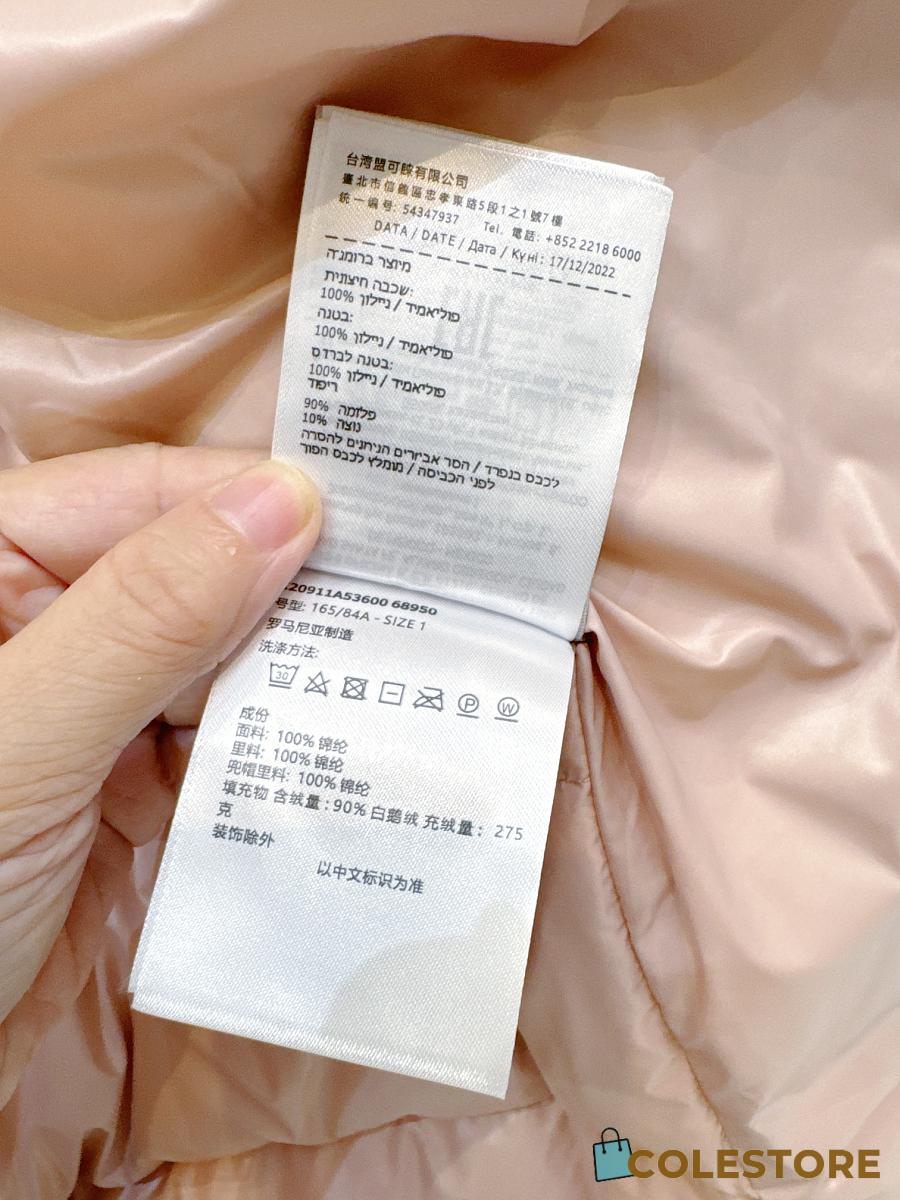 台湾盟可睐有限公司
臺北市信義區忠孝東路5段1之1號7樓
統一编号: 54347937 Tel. 電話: +852 2218 6000
DATA / DATE / Дата / Күні : 17/12/2022
מיוצר ברומניה
שכבה חיצונית:
100% פוליאמיד / ניילון
בטנה:
100% פוליאמיד / ניילון
בטנה לברדס:
100% פוליאמיד / ניילון
ריפוד
90% פלומה
10% נוצה
לכבס בנפרד / הסר אביזרים הניתנים להסרה
לפני הכביסה / מומלץ לכבס הפוך
20911A53600 68950
号型: 165/84A - SIZE 1
罗马尼亚制造
洗涤方法:
30
P W
成份
面料: 100% 锦纶
里料: 100% 锦纶
兜帽里料: 100% 锦纶
填充物 含绒量 : 90% 白鹅绒 充绒量： 275
克
装饰除外
以中文标识为准
COLESTORE